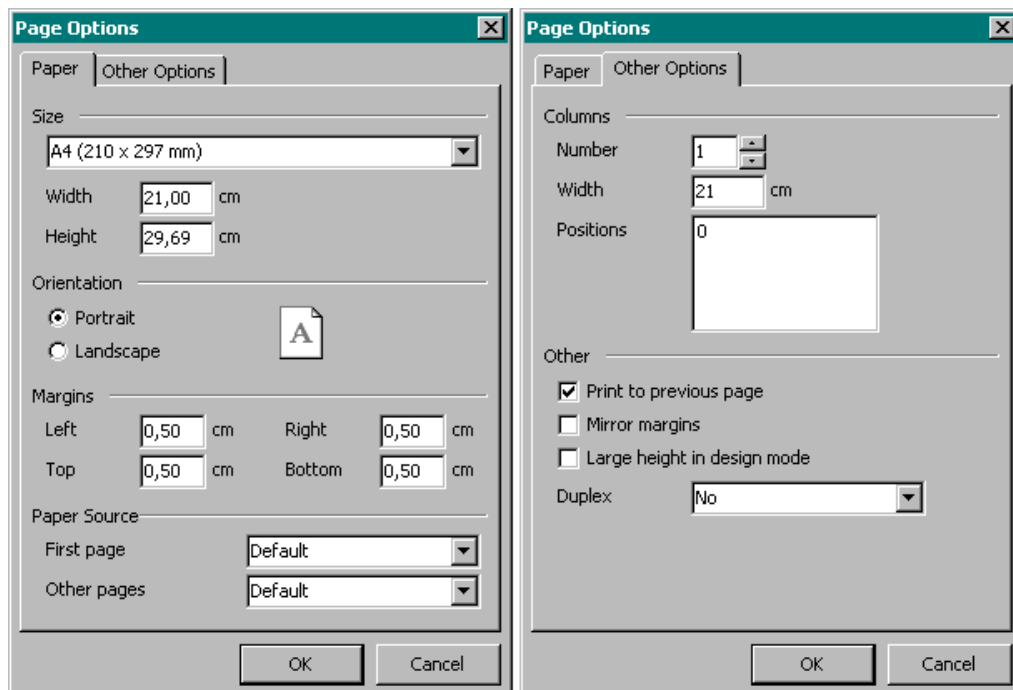 Page Options
Paper
Other Options
Size
A4 (210 x 297 mm)
Width 21,00 cm
Height 29,69 cm
Orientation
Portrait
A
Landscape
Margins
Left 0,50 cm Right 0,50 cm
Top 0,50 cm Bottom 0,50 cm
Paper Source
First page Default
Other pages Default
OK Cancel
Page Options
Paper
Other Options
Columns
Number 1
Width 21 cm
Positions 0
Other
Print to previous page
Mirror margins
Large height in design mode
Duplex No
OK Cancel